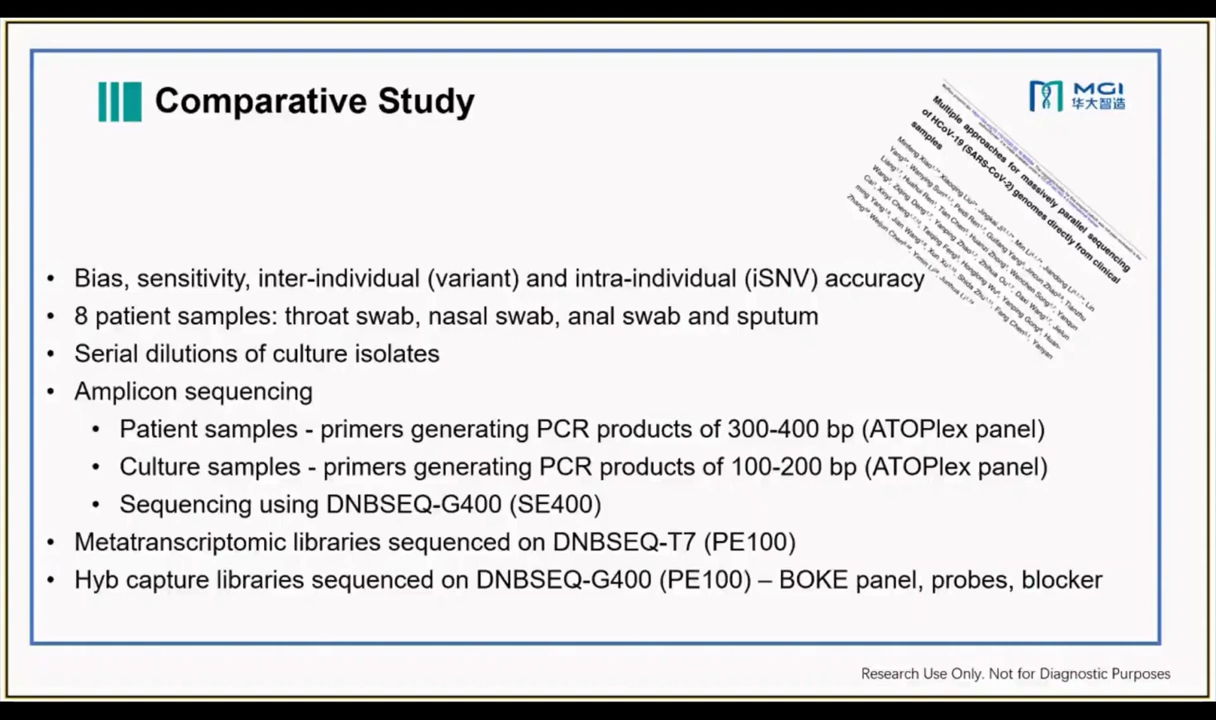 Comparative Study
MGI
华大智造
Multiple approaches for massively parallel sequencing
of HCoV-19 (SARS-CoV-2) genomes directly from clinical
samples
• Bias, sensitivity, inter-individual (variant) and intra-individual (iSNV) accuracy
• 8 patient samples: throat swab, nasal swab, anal swab and sputum
• Serial dilutions of culture isolates
• Amplicon sequencing
• Patient samples - primers generating PCR products of 300-400 bp (ATOPlex panel)
• Culture samples - primers generating PCR products of 100-200 bp (ATOPlex panel)
• Sequencing using DNBSEQ-G400 (SE400)
• Metatranscriptomic libraries sequenced on DNBSEQ-T7 (PE100)
• Hyb capture libraries sequenced on DNBSEQ-G400 (PE100) – BOKE panel, probes, blocker
Research Use Only. Not for Diagnostic Purposes